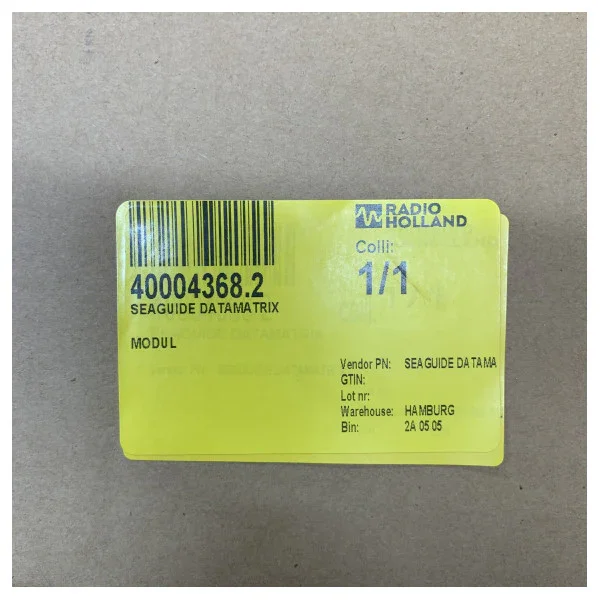 RADIO
HOLLAND
Colli:
1/1
40004368.2
SEAGUIDE DATAMATRIX
MODUL
Vendor PN: SEAGUIDE DATAMA
GTIN:
Lot nr:
Warehouse: HAMBURG
Bin: 2A 05 05